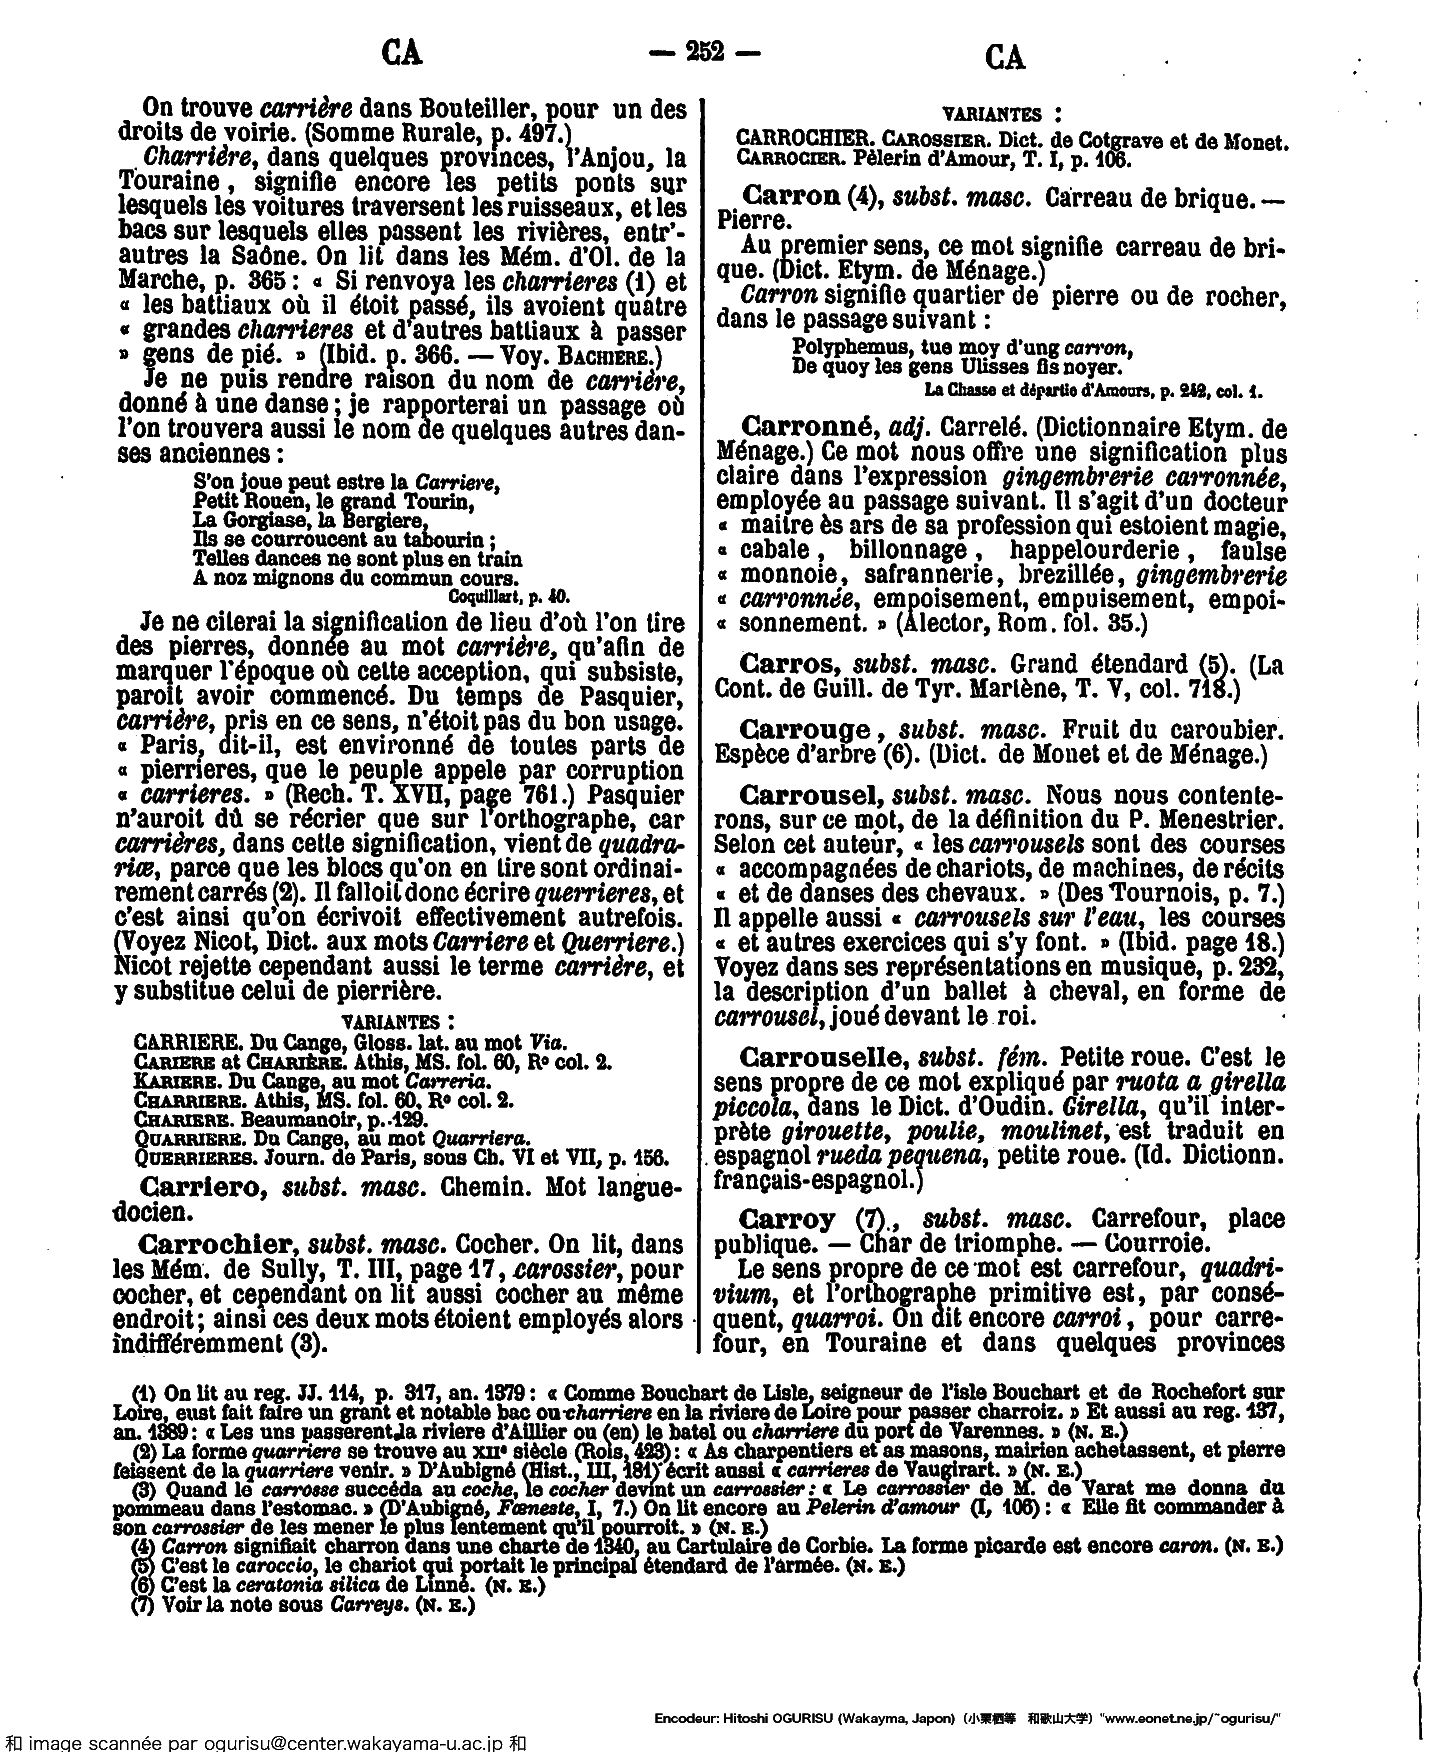 CA
— 252 —
CA
On trouve carrière dans Bouteiller, pour un des
droits de voirie. (Somme Rurale, p. 497.)
Charrière, dans quelques provinces, l'Anjou, la
Touraine, signifie encore les petits ponts sur
lesquels les voitures traversent les ruisseaux, et les
bacs sur lesquels elles passent les rivières, entr'-
autres la Saône. On lit dans les Mém. d'Ol. de la
Marche, p. 365 : « Si renvoya les charrieres (1) et
« les battiaux où il étoit passé, ils avoient quatre
« grandes charrieres et d'autres battiaux à passer
» gens de pié. » (Ibid. p. 366. — Voy. BACHIERE.)
Je ne puis rendre raison du nom de carrière,
donné à une danse ; je rapporterai un passage où
l'on trouvera aussi le nom de quelques autres dan-
ses anciennes :
S'on joue peut estre la Carriere,
Petit Rouen, le grand Tourin,
La Gorgiase, la Bergiere,
Ils se courroucent au tabourin ;
Telles dances ne sont plus en train
A noz mignons du commun cours.
Coquillart, p. 40.
Je ne citerai la signification de lieu d'où l'on tire
des pierres, donnée au mot carrière, qu'afin de
marquer l'époque où cette acception, qui subsiste,
paroît avoir commencé. Du temps de Pasquier,
carrière, pris en ce sens, n'étoit pas du bon usage.
« Paris, dit-il, est environné de toutes parts de
« pierrieres, que le peuple appele par corruption
« carrieres. » (Rech. T. XVII, page 761.) Pasquier
n'auroit dû se récrier que sur l'orthographe, car
carrières, dans cette signification, vient de quadra-
riæ, parce que les blocs qu'on en tire sont ordinai-
rement carrés (2). Il falloit donc écrire querrieres, et
c'est ainsi qu'on écrivoit effectivement autrefois.
(Voyez Nicot, Dict. aux mots Carriere et Querriere.)
Nicot rejette cependant aussi le terme carrière, et
y substitue celui de pierrière.
VARIANTES :
CARRIERE. Du Cange, Gloss. lat. au mot Via.
CARIERE at CHARIÈRE. Athis, MS. fol. 60, Rº col. 2.
KARIERE. Du Cange, au mot Carreria.
CHARRIERE. Athis, MS. fol. 60, Rº col. 2.
CHARIERE. Beaumanoir, p. 129.
QUARRIERE. Du Cange, au mot Quarriera.
QUERRIERES. Journ. de Paris, sous Ch. VI et VII, p. 156.
Carriero, subst. masc. Chemin. Mot langue-
docien.
Carrochier, subst. masc. Cocher. On lit, dans
les Mém. de Sully, T. III, page 17, carossier, pour
cocher, et cependant on lit aussi cocher au même
endroit ; ainsi ces deux mots étoient employés alors
indifféremment (3).
VARIANTES :
CARROCHIER. CAROSSIER. Dict. de Cotgrave et de Monet.
CARROCIER. Pèlerin d'Amour, T. I, p. 106.
Carron (4), subst. masc. Carreau de brique. —
Pierre.
Au premier sens, ce mot signifie carreau de bri-
que. (Dict. Etym. de Ménage.)
Carron signifie quartier de pierre ou de rocher,
dans le passage suivant :
Polyphemus, tue moy d'ung carron,
De quoy les gens Ulisses fis noyer.
La Chasse et départie d'Amours, p. 242, col. 1.
Carronné, adj. Carrelé. (Dictionnaire Etym. de
Ménage.) Ce mot nous offre une signification plus
claire dans l'expression gingembrerie carronnée,
employée au passage suivant. Il s'agit d'un docteur
« maitre ès ars de sa profession qui estoient magie,
« cabale, billonnage, happelourderie, faulse
« monnoie, safrannerie, brezillée, gingembrerie
« carronnée, empoisement, empuisement, empoi-
« sonnement. » (Alector, Rom. fol. 35.)
Carros, subst. masc. Grand étendard (5). (La
Cont. de Guill. de Tyr. Martène, T. V, col. 718.)
Carrouge, subst. masc. Fruit du caroubier.
Espèce d'arbre (6). (Dict. de Monet et de Ménage.)
Carrousel, subst. masc. Nous nous contente-
rons, sur ce mot, de la définition du P. Menestrier.
Selon cet auteur, « les carrousels sont des courses
« accompagnées de chariots, de machines, de récits
« et de danses des chevaux. » (Des Tournois, p. 7.)
Il appelle aussi « carrousels sur l'eau, les courses
« et autres exercices qui s'y font. » (Ibid. page 18.)
Voyez dans ses représentations en musique, p. 232,
la description d'un ballet à cheval, en forme de
carrousel, joué devant le roi.
Carrouselle, subst. fém. Petite roue. C'est le
sens propre de ce mot expliqué par ruota a girella
piccola, dans le Dict. d'Oudin. Girella, qu'il inter-
prète girouette, poulie, moulinet, est traduit en
espagnol rueda pequena, petite roue. (Id. Dictionn.
français-espagnol.)
Carroy (7), subst. masc. Carrefour, place
publique. — Char de triomphe. — Courroie.
Le sens propre de ce mot est carrefour, quadri-
vium, et l'orthographe primitive est, par consé-
quent, quarroi. On dit encore carroi, pour carre-
four, en Touraine et dans quelques provinces
(1) On lit au reg. JJ. 114, p. 317, an. 1379 : « Comme Bouchart de Lisle, seigneur de l'isle Bouchart et de Rochefort sur
Loire, eust fait faire un grant et notable bac ou charriere en la riviere de Loire pour passer charroiz. » Et aussi au reg. 137,
an. 1389 : « Les uns passerent la riviere d'Aillier ou (en) le batel ou charriere du port de Varennes. » (N. E.)
(2) La forme quarriere se trouve au XIIe siècle (Rois, 423) : « As charpentiers et as masons, mairien achetassent, et pierre
feissent de la quarriere venir. » D'Aubigné (Hist., III, 181) écrit aussi « carrieres de Vaugirart. » (N. E.)
(3) Quand le carrosse succéda au coche, le cocher devint un carrossier : « Le carrossier de M. de Varat me donna du
pommeau dans l'estomac. » (D'Aubigné, Fœneste, I, 7.) On lit encore au Pelerin d'amour (I, 106) : « Elle fit commander à
son carrossier de les mener le plus lentement qu'il pourroit. » (N. E.)
(4) Carron signifiait charron dans une charte de 1340, au Cartulaire de Corbie. La forme picarde est encore caron. (N. E.)
(5) C'est le caroccio, le chariot qui portait le principal étendard de l'armée. (N. E.)
(6) C'est la ceratonia silica de Linné. (N. E.)
(7) Voir la note sous Carreys. (N. E.)
Encodeur: Hitoshi OGURISU (Wakayma, Japon) (小栗栖等 和歌山大学) "www.eonet.ne.jp/~ogurisu/"
和 image scannée par ogurisu@center.wakayama-u.ac.jp 和